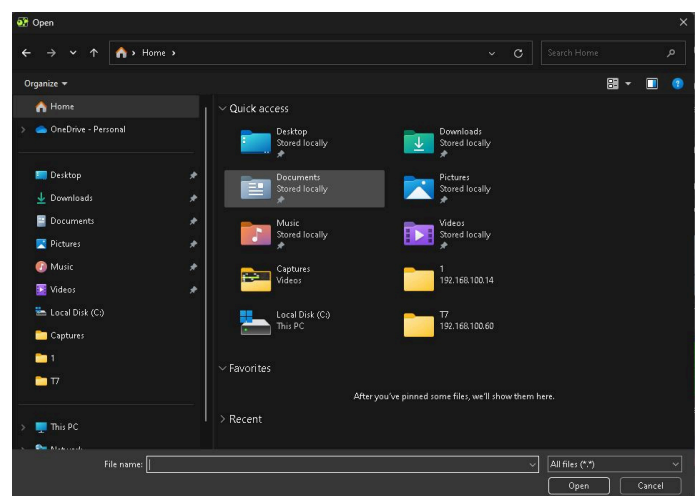 Open
Home
Search Home
Organize
Home
OneDrive - Personal
Desktop
Downloads
Documents
Pictures
Music
Videos
Local Disk (C:)
Captures
1
T7
This PC
Network
Quick access
Desktop
Stored locally
Downloads
Stored locally
Documents
Stored locally
Pictures
Stored locally
Music
Stored locally
Videos
Stored locally
Captures
Videos
1
192.168.100.14
Local Disk (C:)
This PC
T7
192.168.100.60
Favorites
After you've pinned some files, we'll show them here.
Recent
File name:
All files (*.*)
Open
Cancel